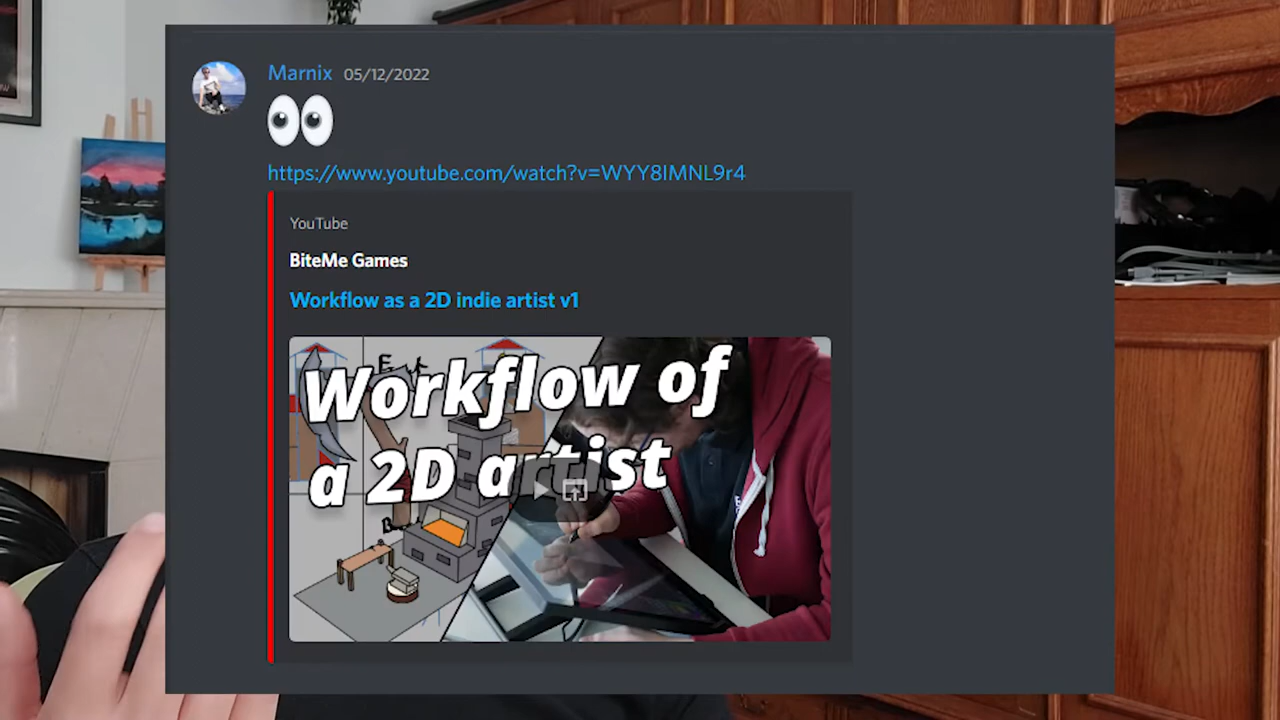 Marnix 05/12/2022
https://www.youtube.com/watch?v=WYY8IMNL9r4
YouTube
BiteMe Games
Workflow as a 2D indie artist v1
Workflow of
a 2D artist